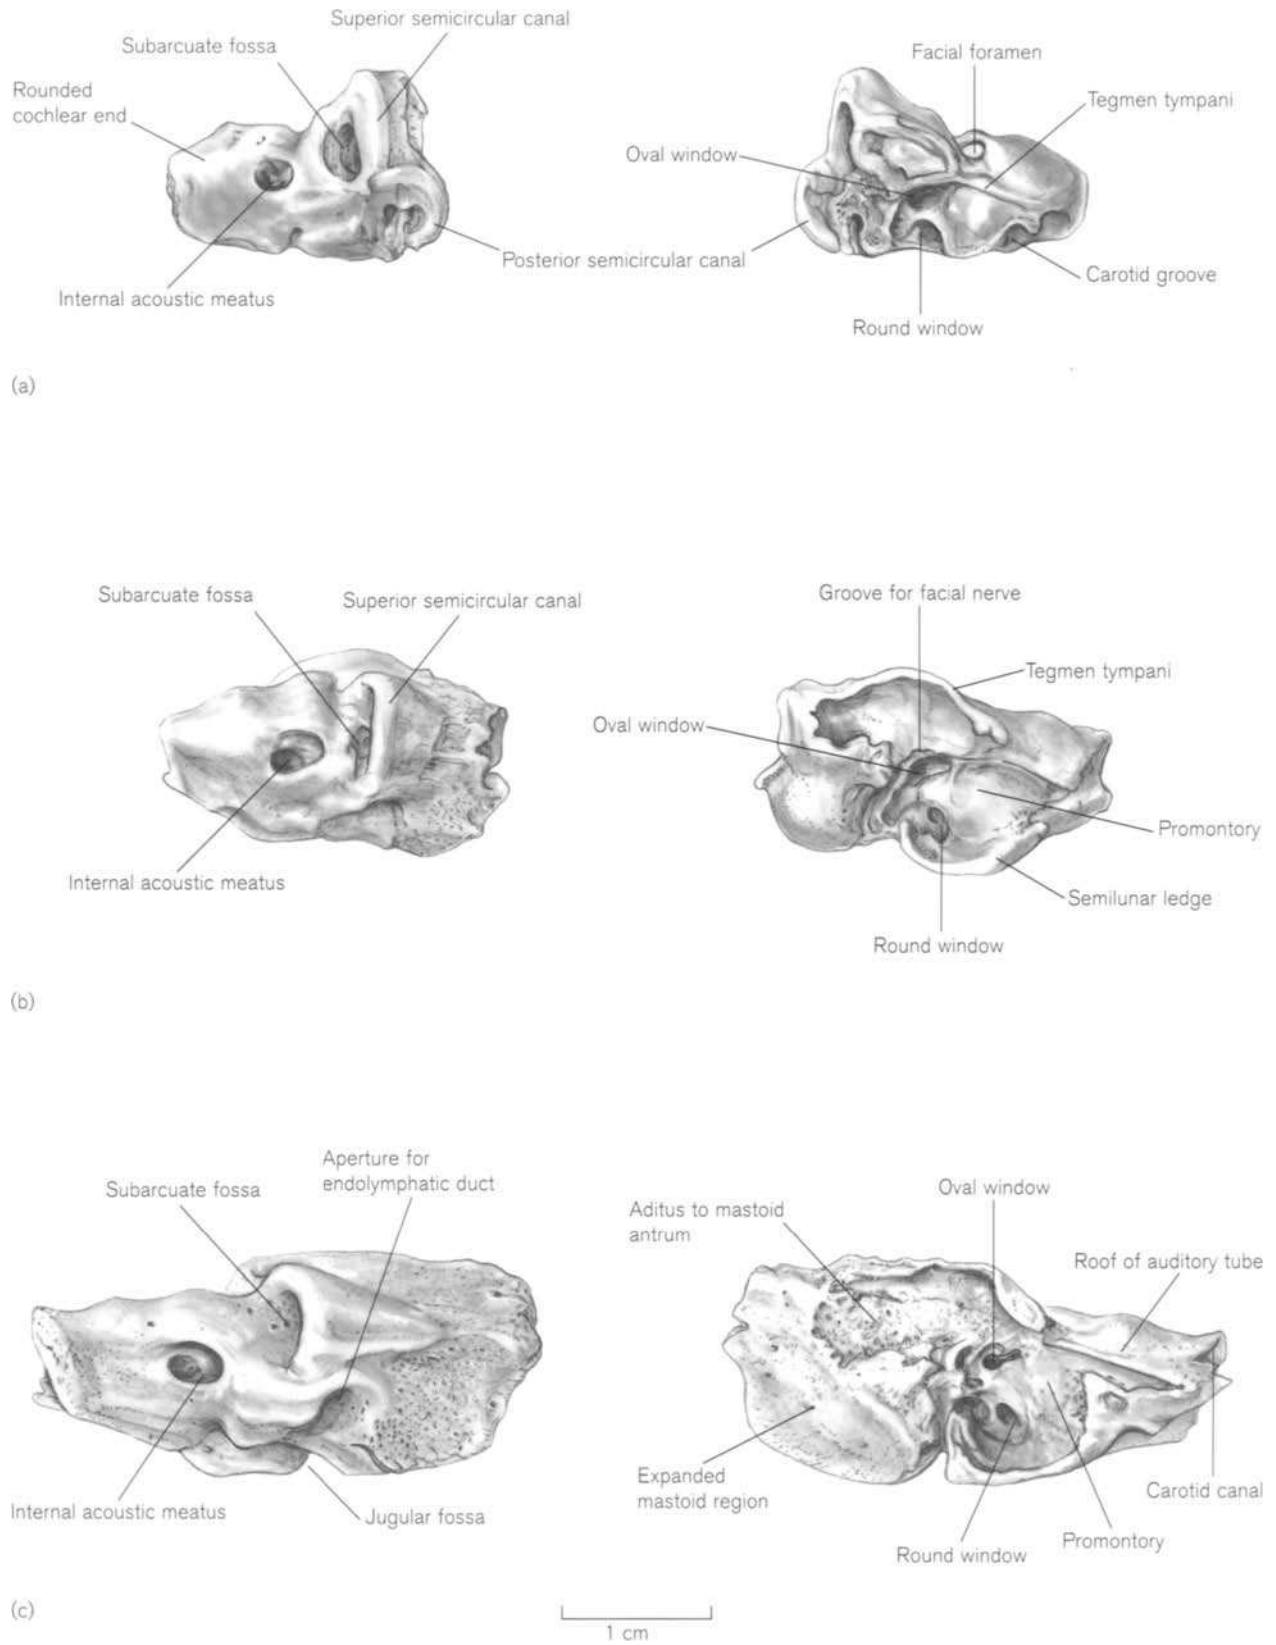 Superior semicircular canal
Subarcuate fossa
Rounded
cochlear end
Internal acoustic meatus
Posterior semicircular canal
Facial foramen
Tegmen tympani
Oval window
Carotid groove
Round window
(a)
Subarcuate fossa
Superior semicircular canal
Internal acoustic meatus
Groove for facial nerve
Tegmen tympani
Oval window
Promontory
Semilunar ledge
Round window
(b)
Aperture for
endolymphatic duct
Subarcuate fossa
Internal acoustic meatus
Jugular fossa
Oval window
Aditus to mastoid
antrum
Roof of auditory tube
Expanded
mastoid region
Carotid canal
Promontory
Round window
(c)
1 cm